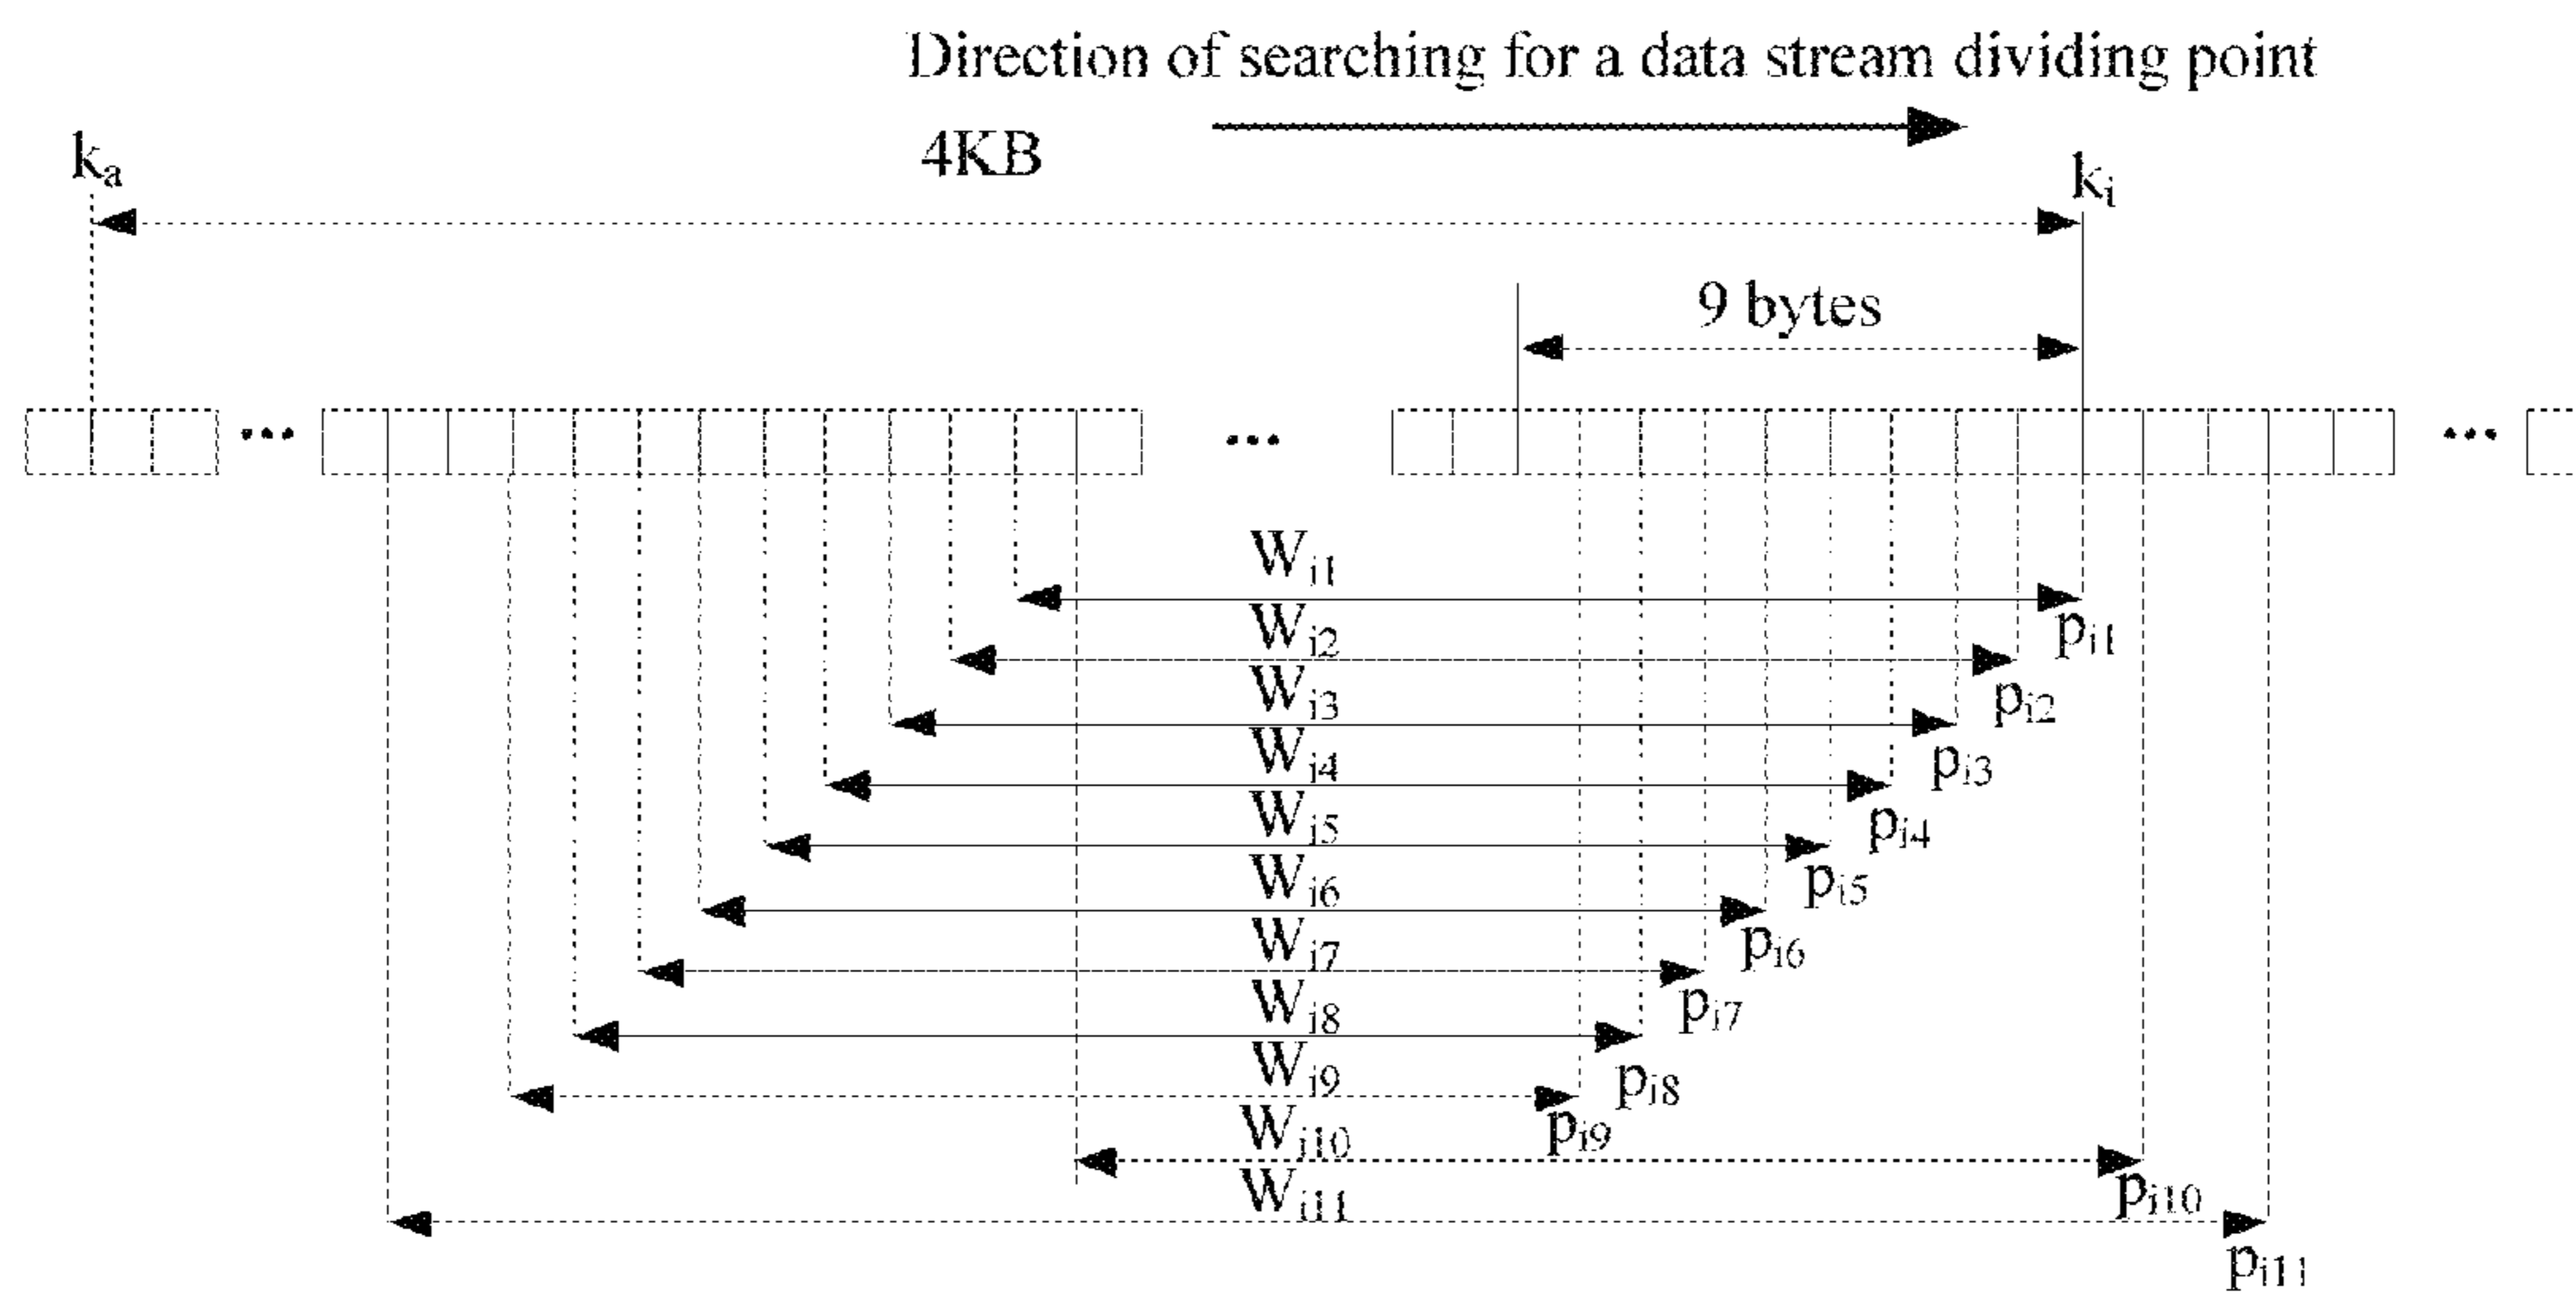 Direction of searching for a data stream dividing point
4KB
kₐ
kᵢ
9 bytes
...
...
...
Wi1
pi1
Wi2
pi2
Wi3
pi3
Wi4
pi4
Wi5
pi5
Wi6
pi6
Wi7
pi7
Wi8
pi8
Wi9
pi9
Wi10
pi10
Wi11
pi11